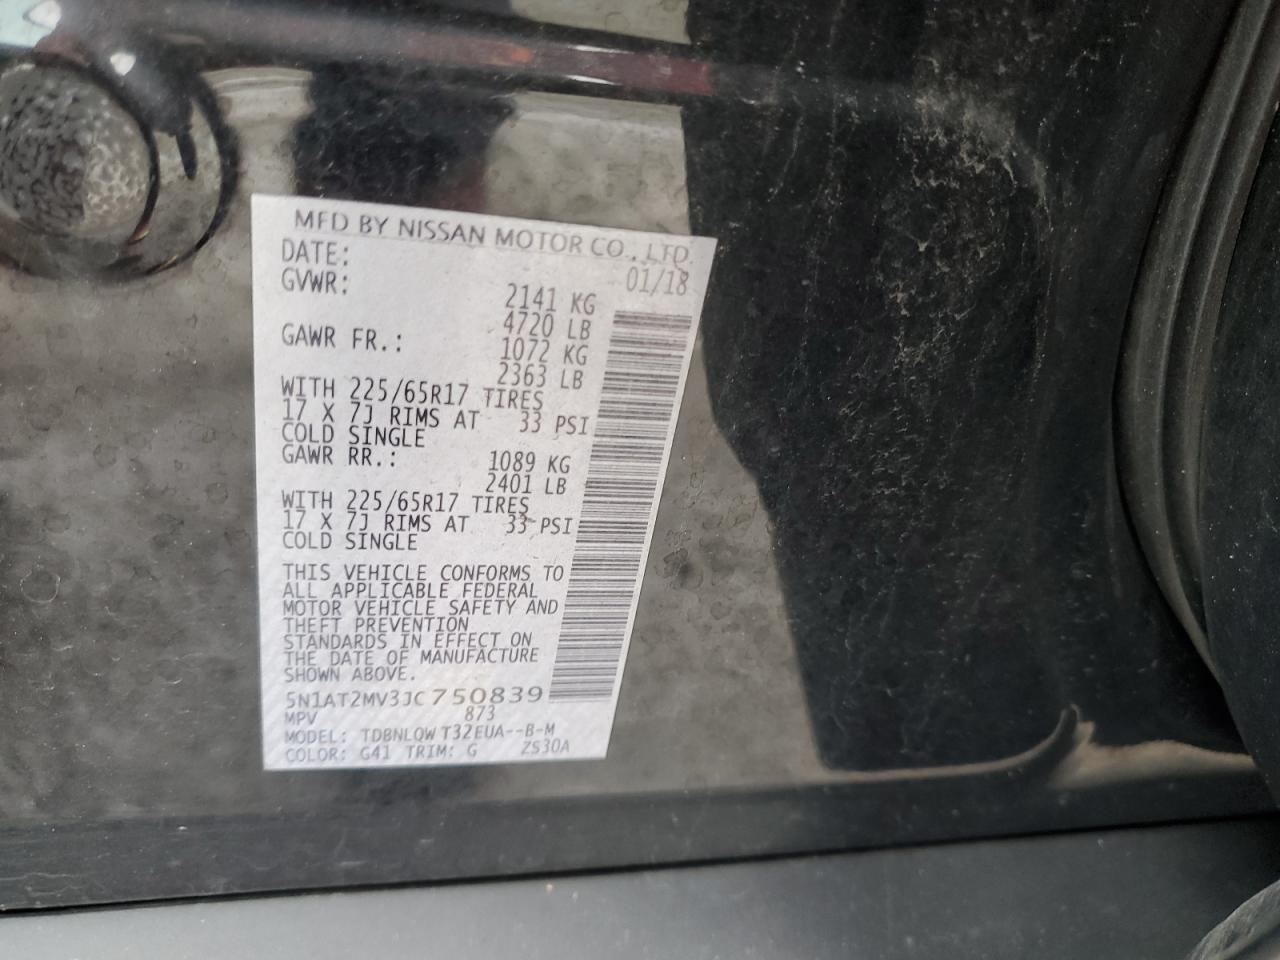 MFD BY NISSAN MOTOR CO., LTD.
DATE: 01/18
GVWR: 2141 KG
4720 LB
GAWR FR.: 1072 KG
2363 LB
WITH 225/65R17 TIRES
17 X 7J RIMS AT 33 PSI
COLD SINGLE
GAWR RR.: 1089 KG
2401 LB
WITH 225/65R17 TIRES
17 X 7J RIMS AT 33 PSI
COLD SINGLE
THIS VEHICLE CONFORMS TO
ALL APPLICABLE FEDERAL
MOTOR VEHICLE SAFETY AND
THEFT PREVENTION
STANDARDS IN EFFECT ON
THE DATE OF MANUFACTURE
SHOWN ABOVE.
5N1AT2MV3JC750839
MPV 873
MODEL: TDBNLQW T32EUA--B-M
COLOR: G41 TRIM: G ZS30A